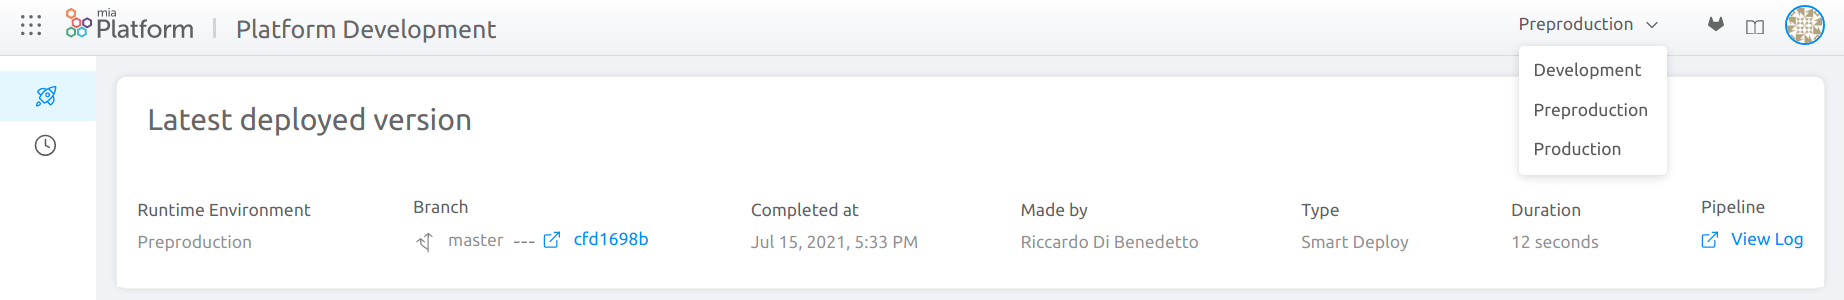 mia
Platform
Platform Development
Preproduction
Development
Preproduction
Production
Latest deployed version
Runtime Environment
Preproduction
Branch
master --- cfd1698b
Completed at
Jul 15, 2021, 5:33 PM
Made by
Riccardo Di Benedetto
Type
Smart Deploy
Duration
12 seconds
Pipeline
View Log